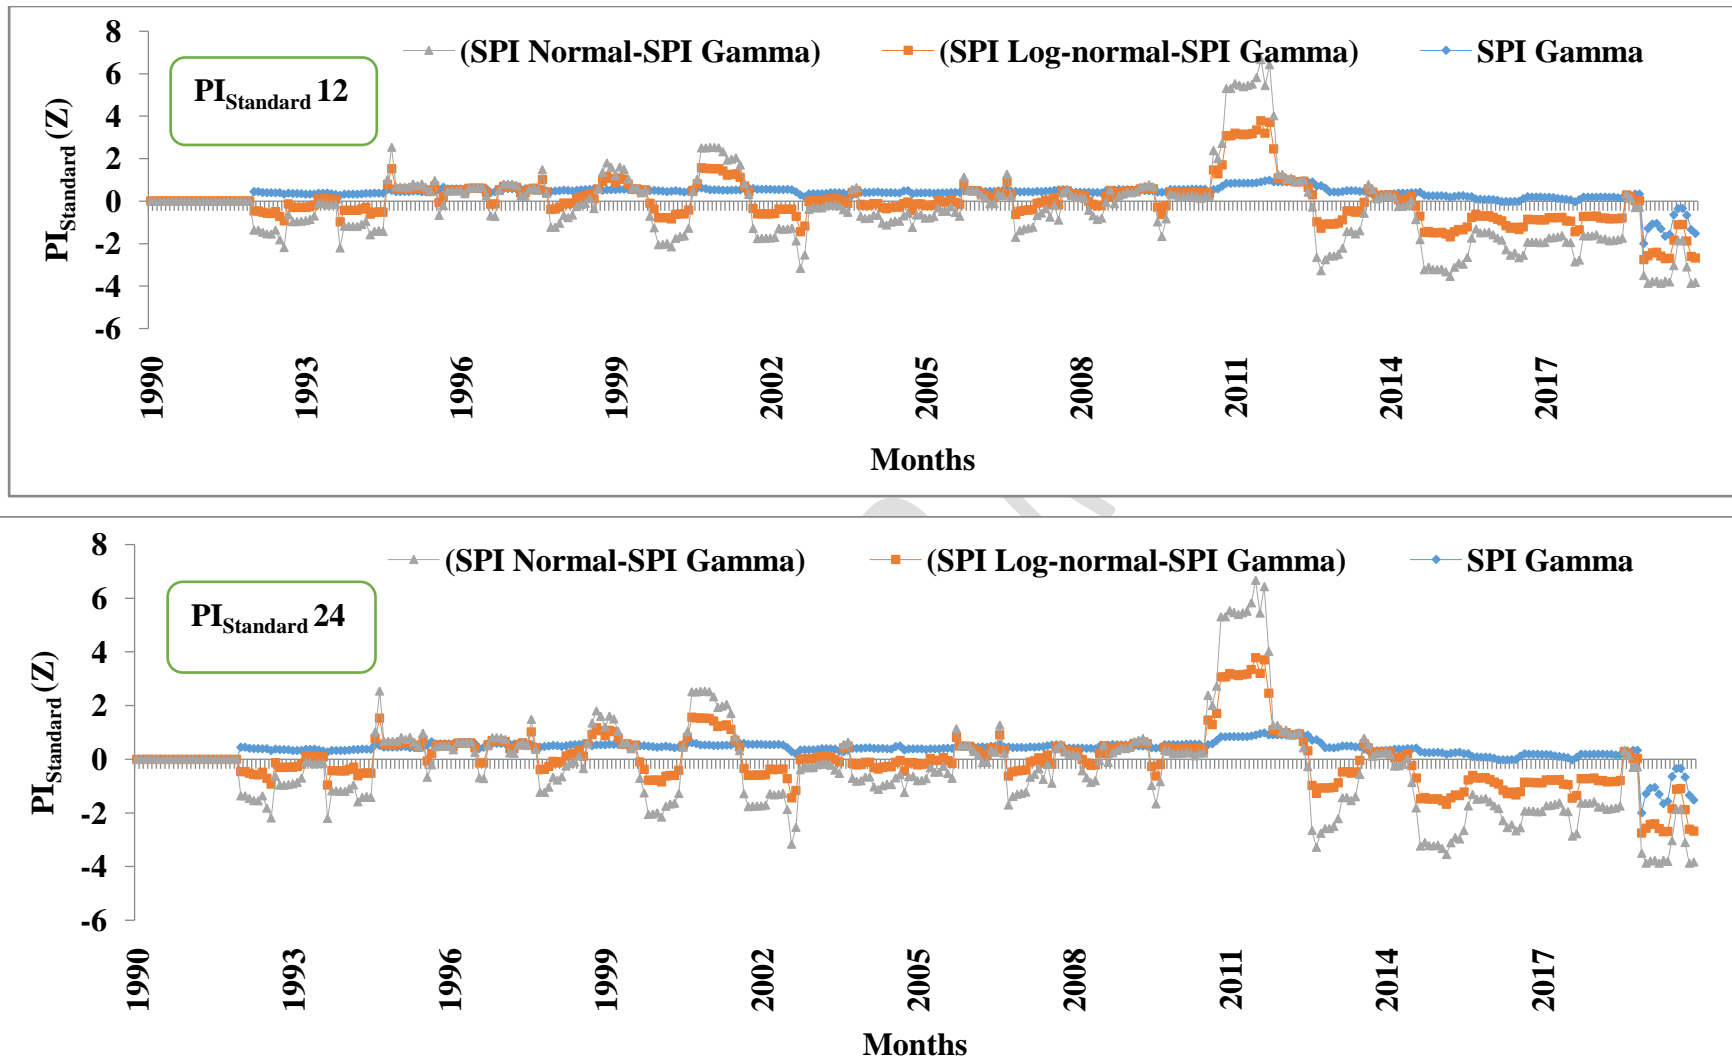 (SPI Normal-SPI Gamma) (SPI Log-normal-SPI Gamma) SPI Gamma
PIStandard 12
PIStandard (Z)
8
6
4
2
0
-2
-4
-6
1990 1993 1996 1999 2002 2005 2008 2011 2014 2017
Months
(SPI Normal-SPI Gamma) (SPI Log-normal-SPI Gamma) SPI Gamma
PIStandard 24
PIStandard (Z)
8
6
4
2
0
-2
-4
-6
1990 1993 1996 1999 2002 2005 2008 2011 2014 2017
Months